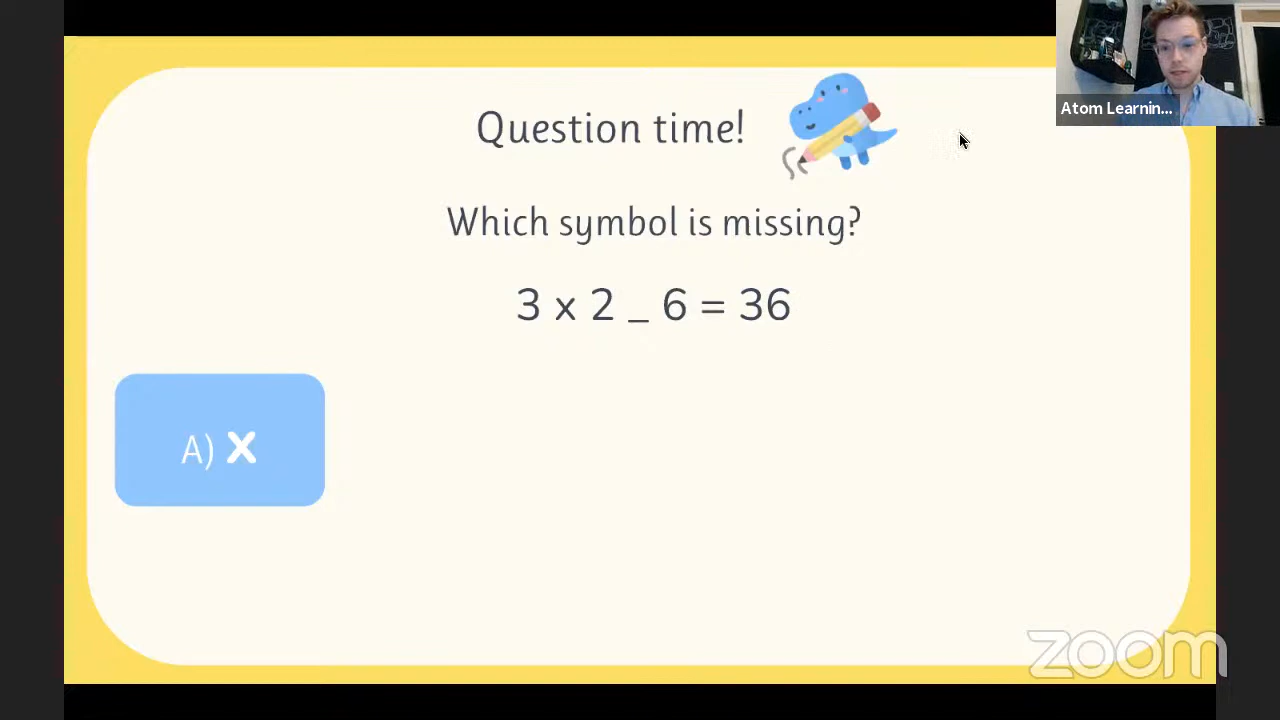 Question time!
Atom Learnin...
Which symbol is missing?
3 x 2 _ 6 = 36
A) x
zoom